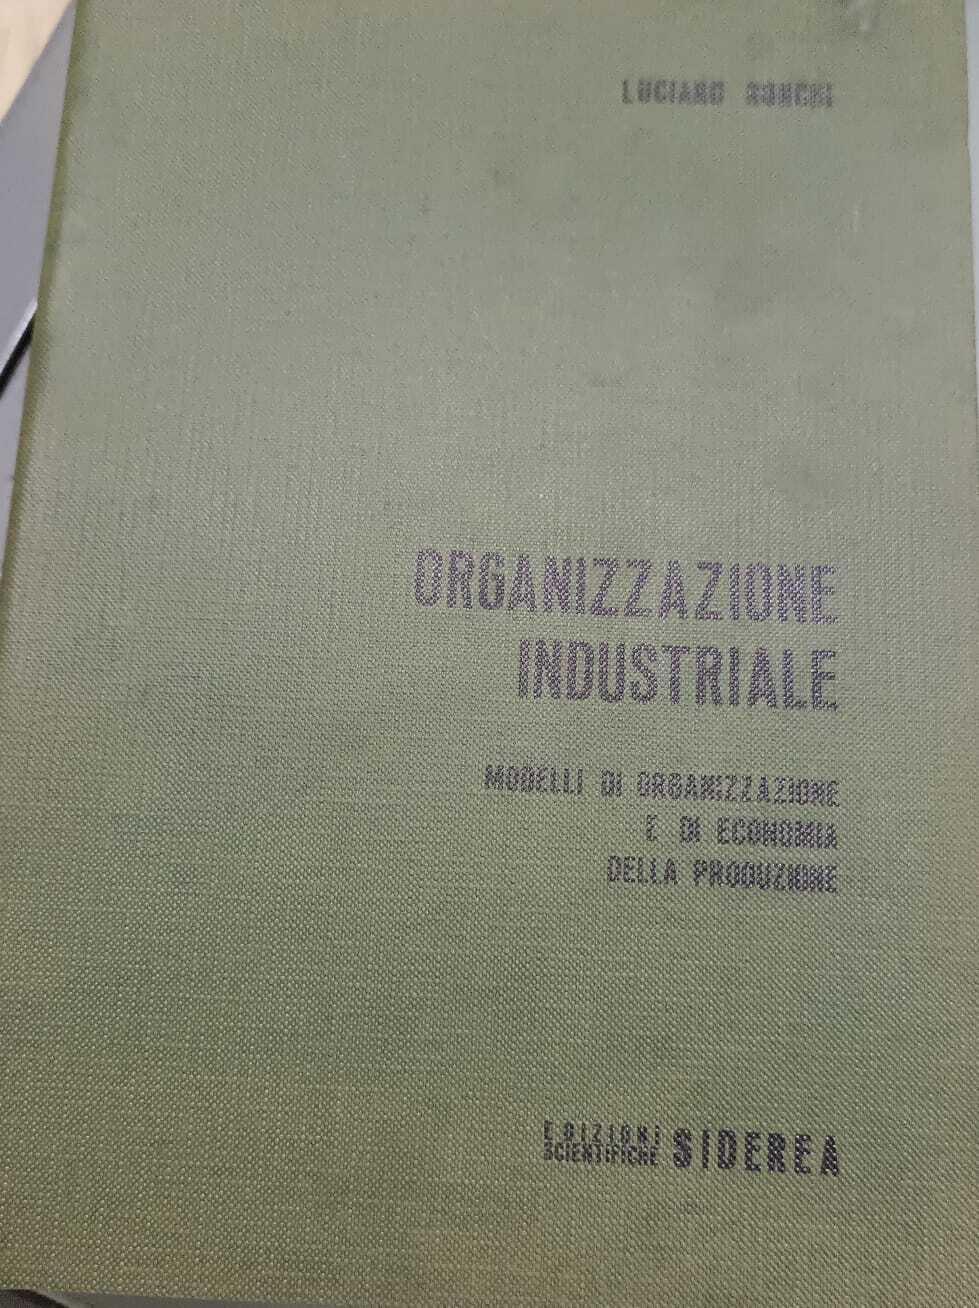 LUCIANO RONCHI
ORGANIZZAZIONE
INDUSTRIALE
MODELLI DI ORGANIZZAZIONE
E DI ECONOMIA
DELLA PRODUZIONE
EDIZIONI
SCIENTIFICHE SIDEREA